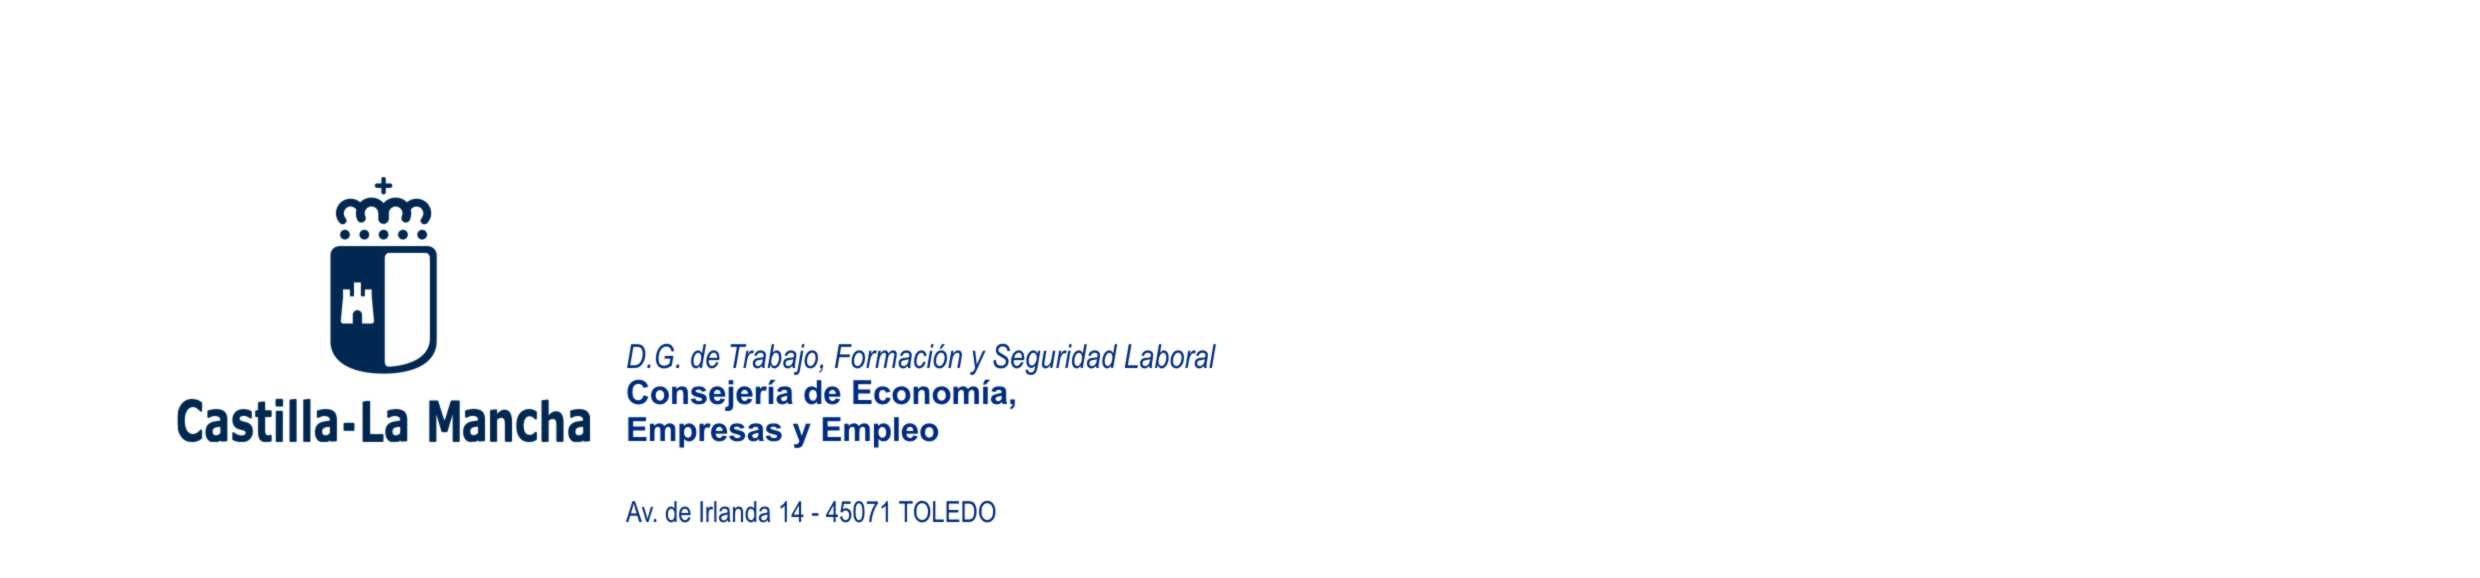 Castilla-La Mancha
D.G. de Trabajo, Formación y Seguridad Laboral
Consejería de Economía,
Empresas y Empleo
Av. de Irlanda 14 - 45071 TOLEDO